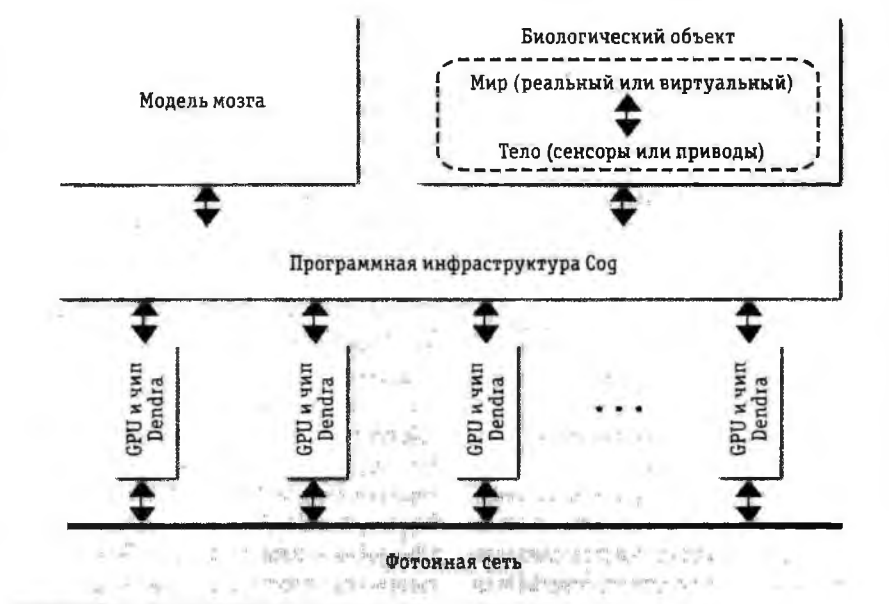 Биологический объект
Модель мозга
Мир (реальный или виртуальный)
Тело (сенсоры или приводы)
Программная инфраструктура Cog
GPU и чип
Dendra
GPU и чип
Dendra
GPU и чип
Dendra
...
GPU и чип
Dendra
Фотонная сеть